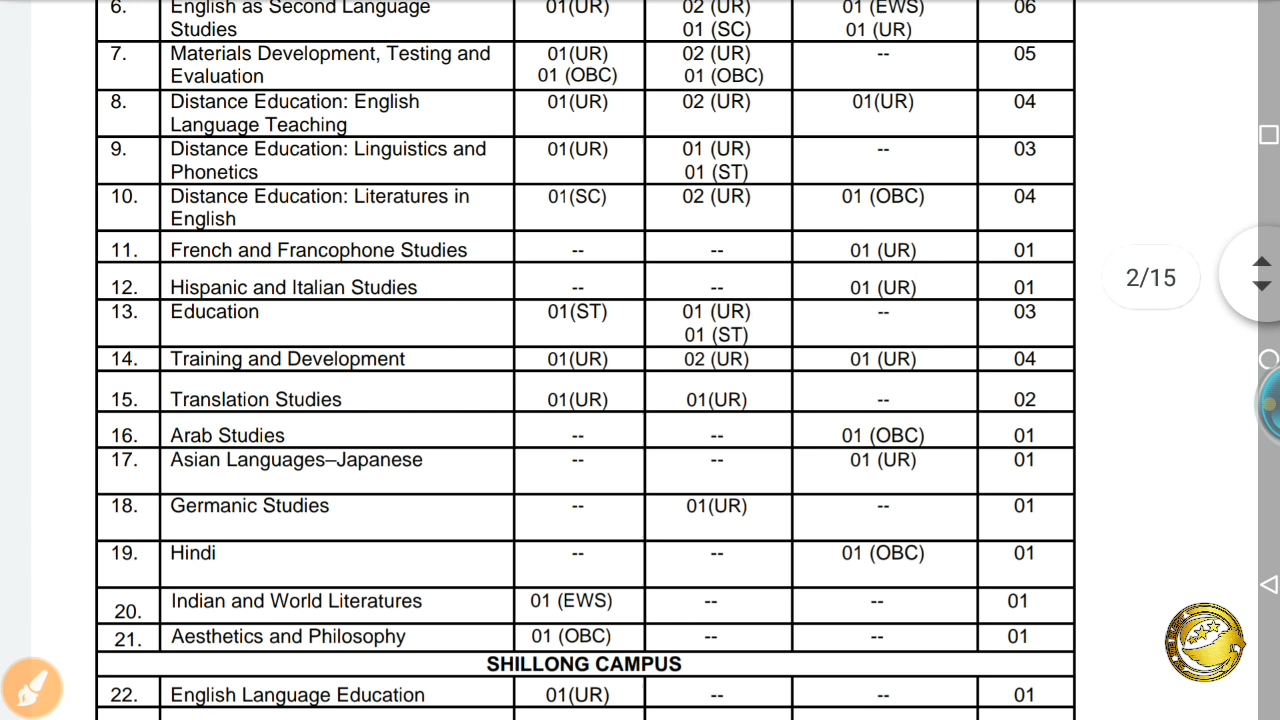 6. English as Second Language 01(UR) 02 (UR) 01 (EWS) 06
Studies 01 (SC) 01 (UR)
7. Materials Development, Testing and 01(UR) 02 (UR) -- 05
Evaluation 01 (OBC) 01 (OBC)
8. Distance Education: English 01(UR) 02 (UR) 01(UR) 04
Language Teaching
9. Distance Education: Linguistics and 01(UR) 01 (UR) -- 03
Phonetics 01 (ST)
10. Distance Education: Literatures in 01(SC) 02 (UR) 01 (OBC) 04
English
11. French and Francophone Studies -- -- 01 (UR) 01
12. Hispanic and Italian Studies -- -- 01 (UR) 01
13. Education 01(ST) 01 (UR) -- 03
01 (ST)
14. Training and Development 01(UR) 02 (UR) 01 (UR) 04
15. Translation Studies 01(UR) 01(UR) -- 02
16. Arab Studies -- -- 01 (OBC) 01
17. Asian Languages–Japanese -- -- 01 (UR) 01
18. Germanic Studies -- 01(UR) -- 01
19. Hindi -- -- 01 (OBC) 01
20. Indian and World Literatures 01 (EWS) -- -- 01
21. Aesthetics and Philosophy 01 (OBC) -- -- 01
SHILLONG CAMPUS
22. English Language Education 01(UR) -- -- 01
2/15